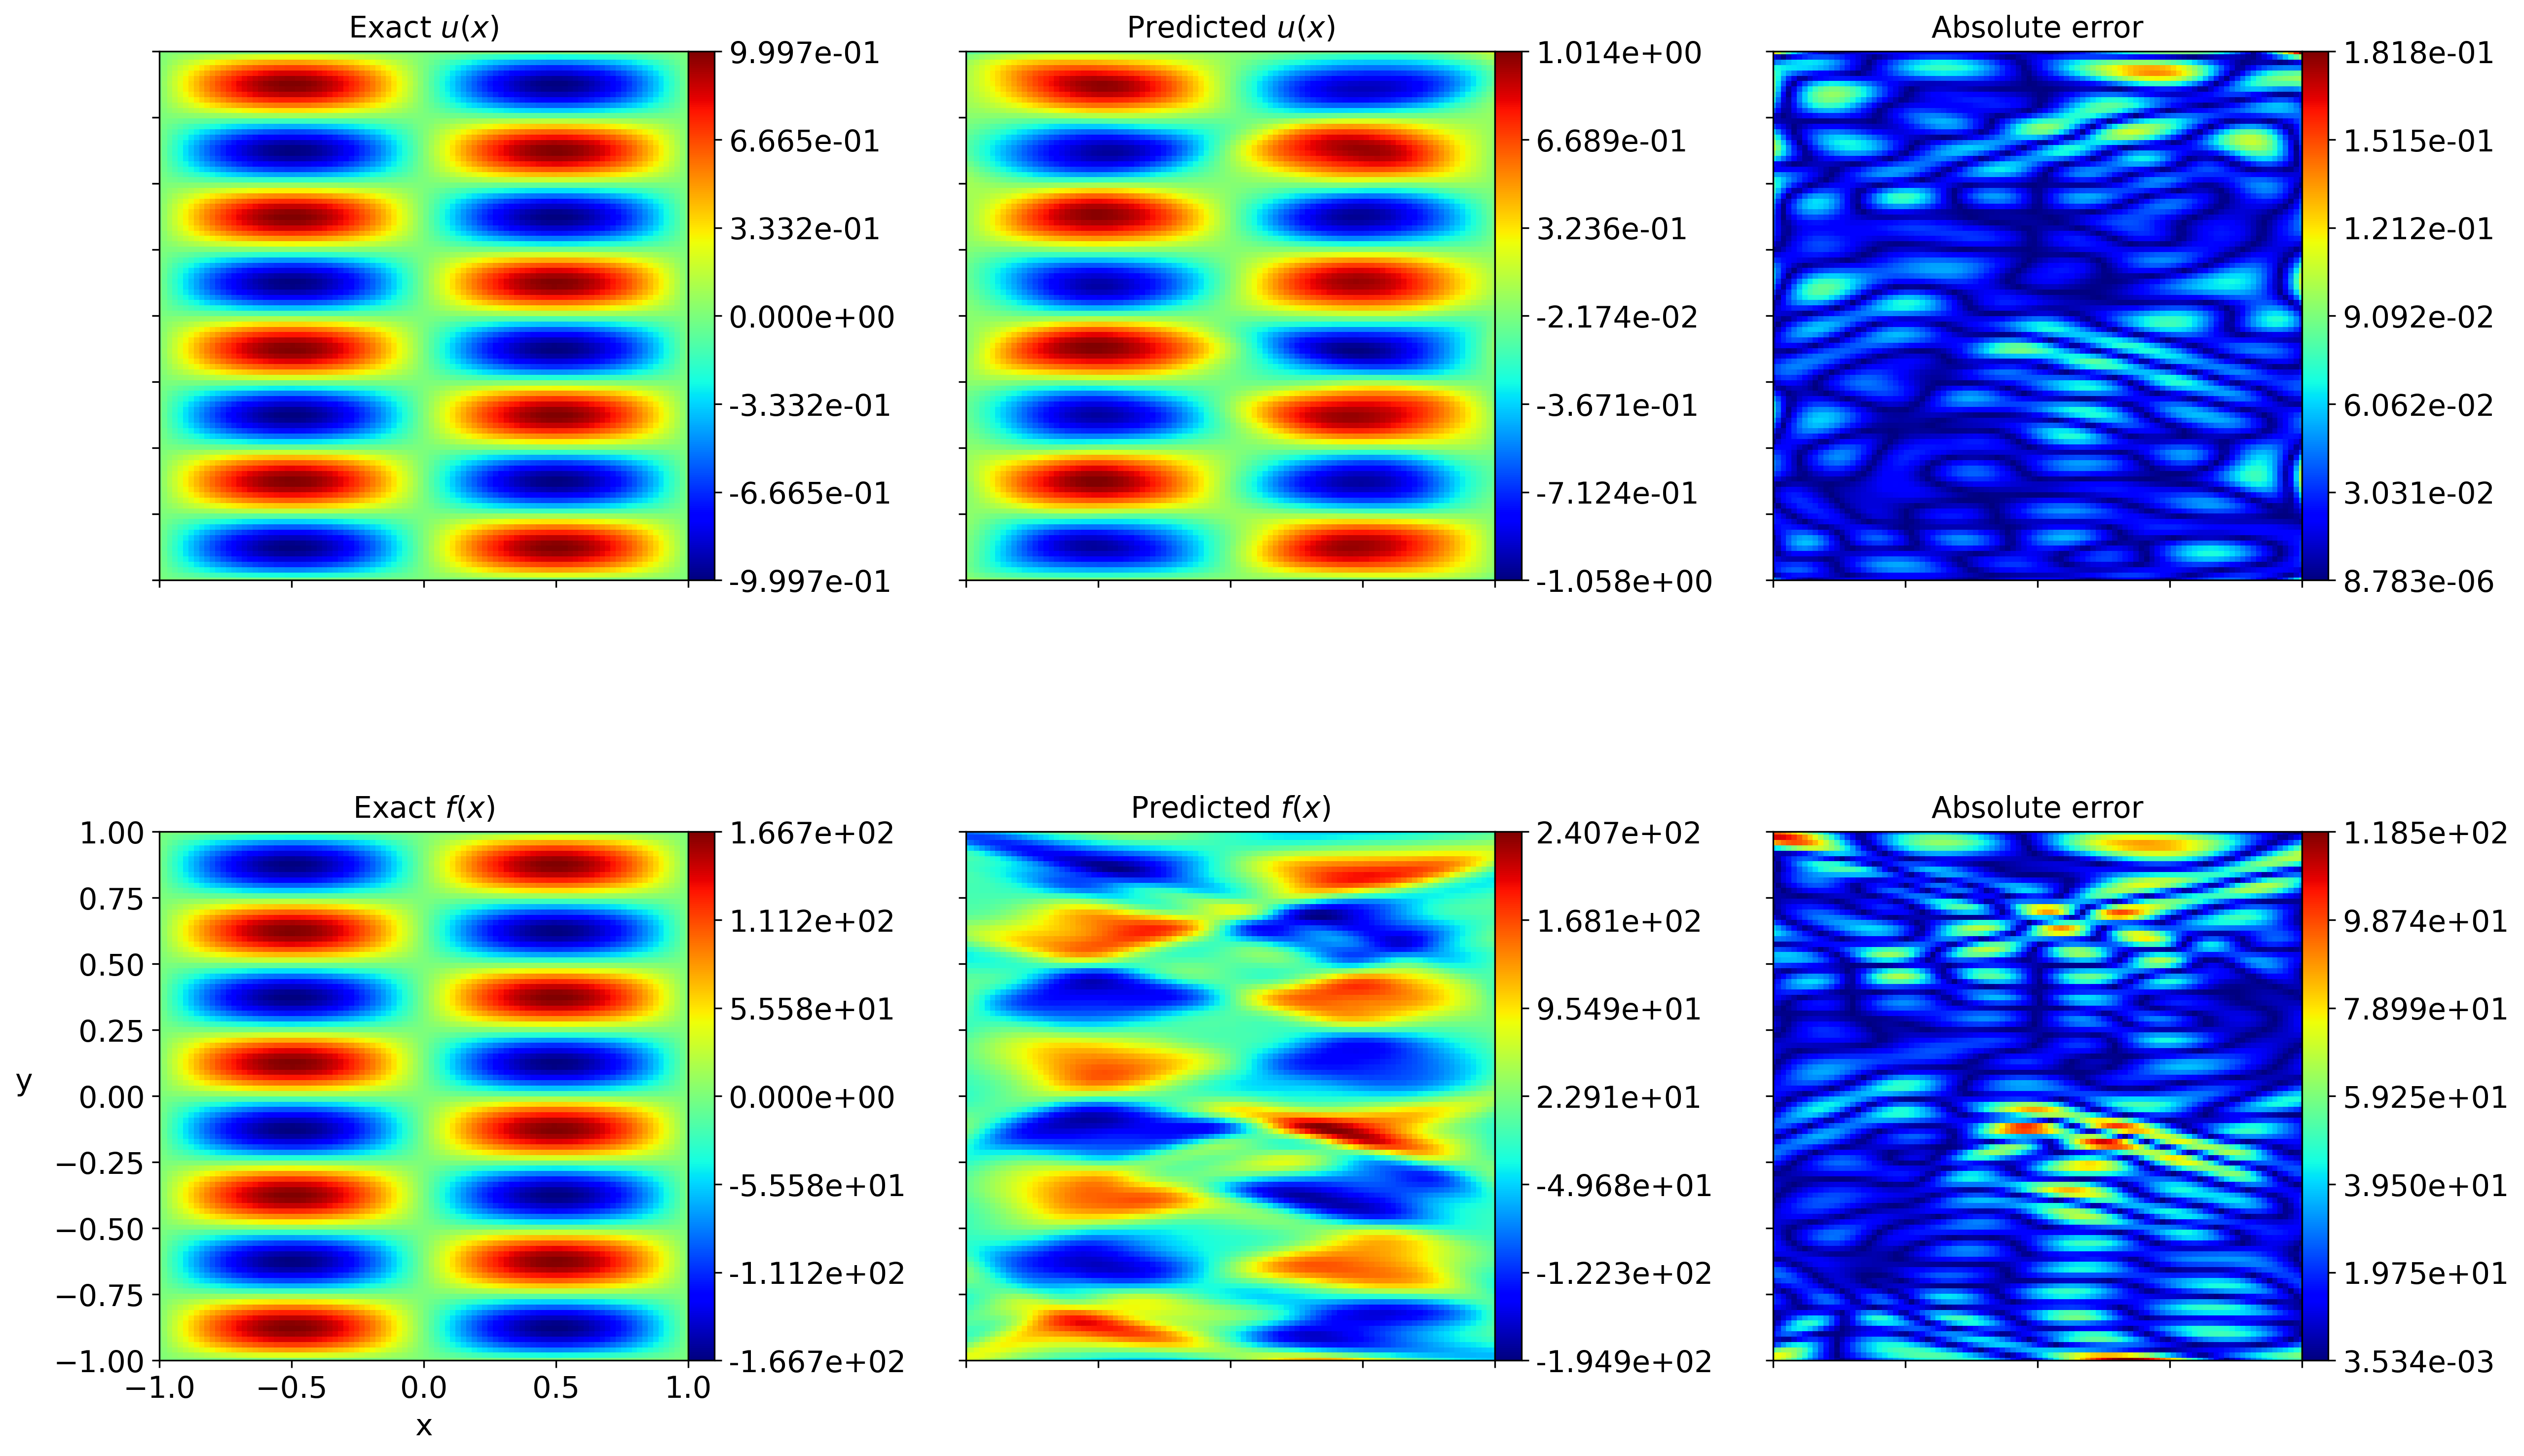 Exact u(x)
9.997e-01
6.665e-01
3.332e-01
0.000e+00
-3.332e-01
-6.665e-01
-9.997e-01
Predicted u(x)
1.014e+00
6.689e-01
3.236e-01
-2.174e-02
-3.671e-01
-7.124e-01
-1.058e+00
Absolute error
1.818e-01
1.515e-01
1.212e-01
9.092e-02
6.062e-02
3.031e-02
8.783e-06
Exact f(x)
y
1.00
0.75
0.50
0.25
0.00
−0.25
−0.50
−0.75
−1.00
−1.0 −0.5 0.0 0.5 1.0
x
1.667e+02
1.112e+02
5.558e+01
0.000e+00
-5.558e+01
-1.112e+02
-1.667e+02
Predicted f(x)
2.407e+02
1.681e+02
9.549e+01
2.291e+01
-4.968e+01
-1.223e+02
-1.949e+02
Absolute error
1.185e+02
9.874e+01
7.899e+01
5.925e+01
3.950e+01
1.975e+01
3.534e-03